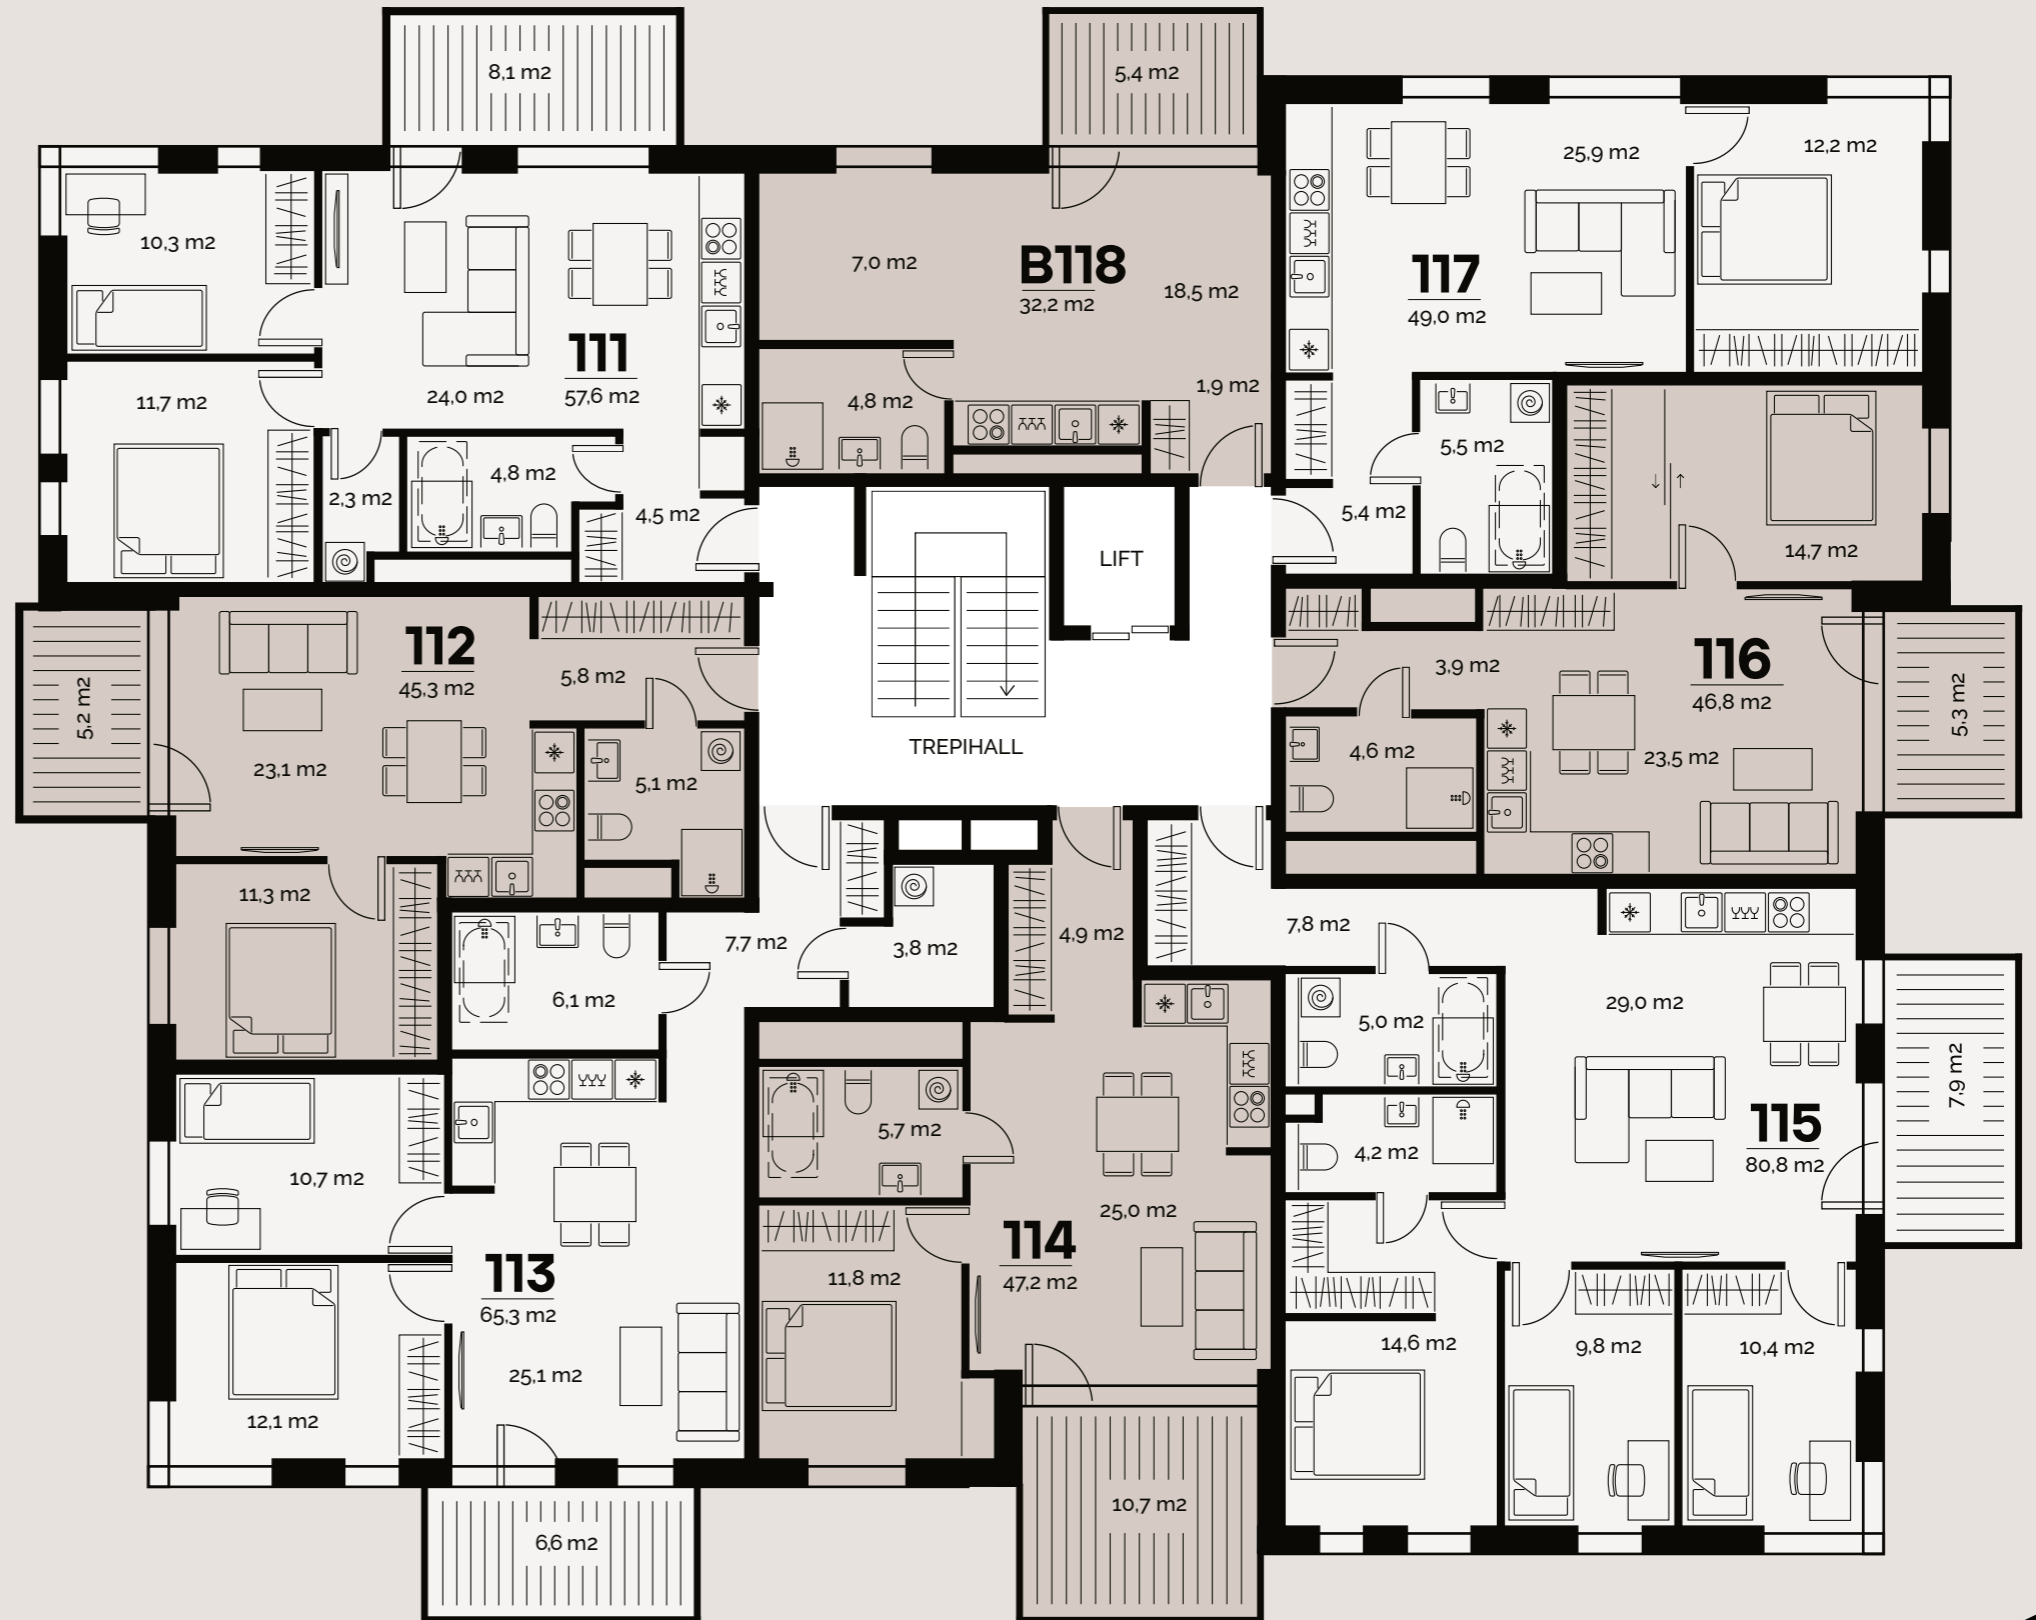 8,1 m2
5,4 m2
10,3 m2
11,7 m2
24,0 m2
111
57,6 m2
2,3 m2
4,8 m2
4,5 m2
7,0 m2
B118
32,2 m2
18,5 m2
4,8 m2
1,9 m2
25,9 m2
12,2 m2
117
49,0 m2
5,5 m2
5,4 m2
14,7 m2
LIFT
TREPIHALL
112
45,3 m2
5,8 m2
5,2 m2
23,1 m2
5,1 m2
11,3 m2
3,9 m2
116
46,8 m2
4,6 m2
23,5 m2
5,3 m2
7,7 m2
3,8 m2
6,1 m2
10,7 m2
113
65,3 m2
25,1 m2
12,1 m2
6,6 m2
4,9 m2
5,7 m2
25,0 m2
114
47,2 m2
11,8 m2
10,7 m2
7,8 m2
29,0 m2
5,0 m2
4,2 m2
115
80,8 m2
7,9 m2
14,6 m2
9,8 m2
10,4 m2